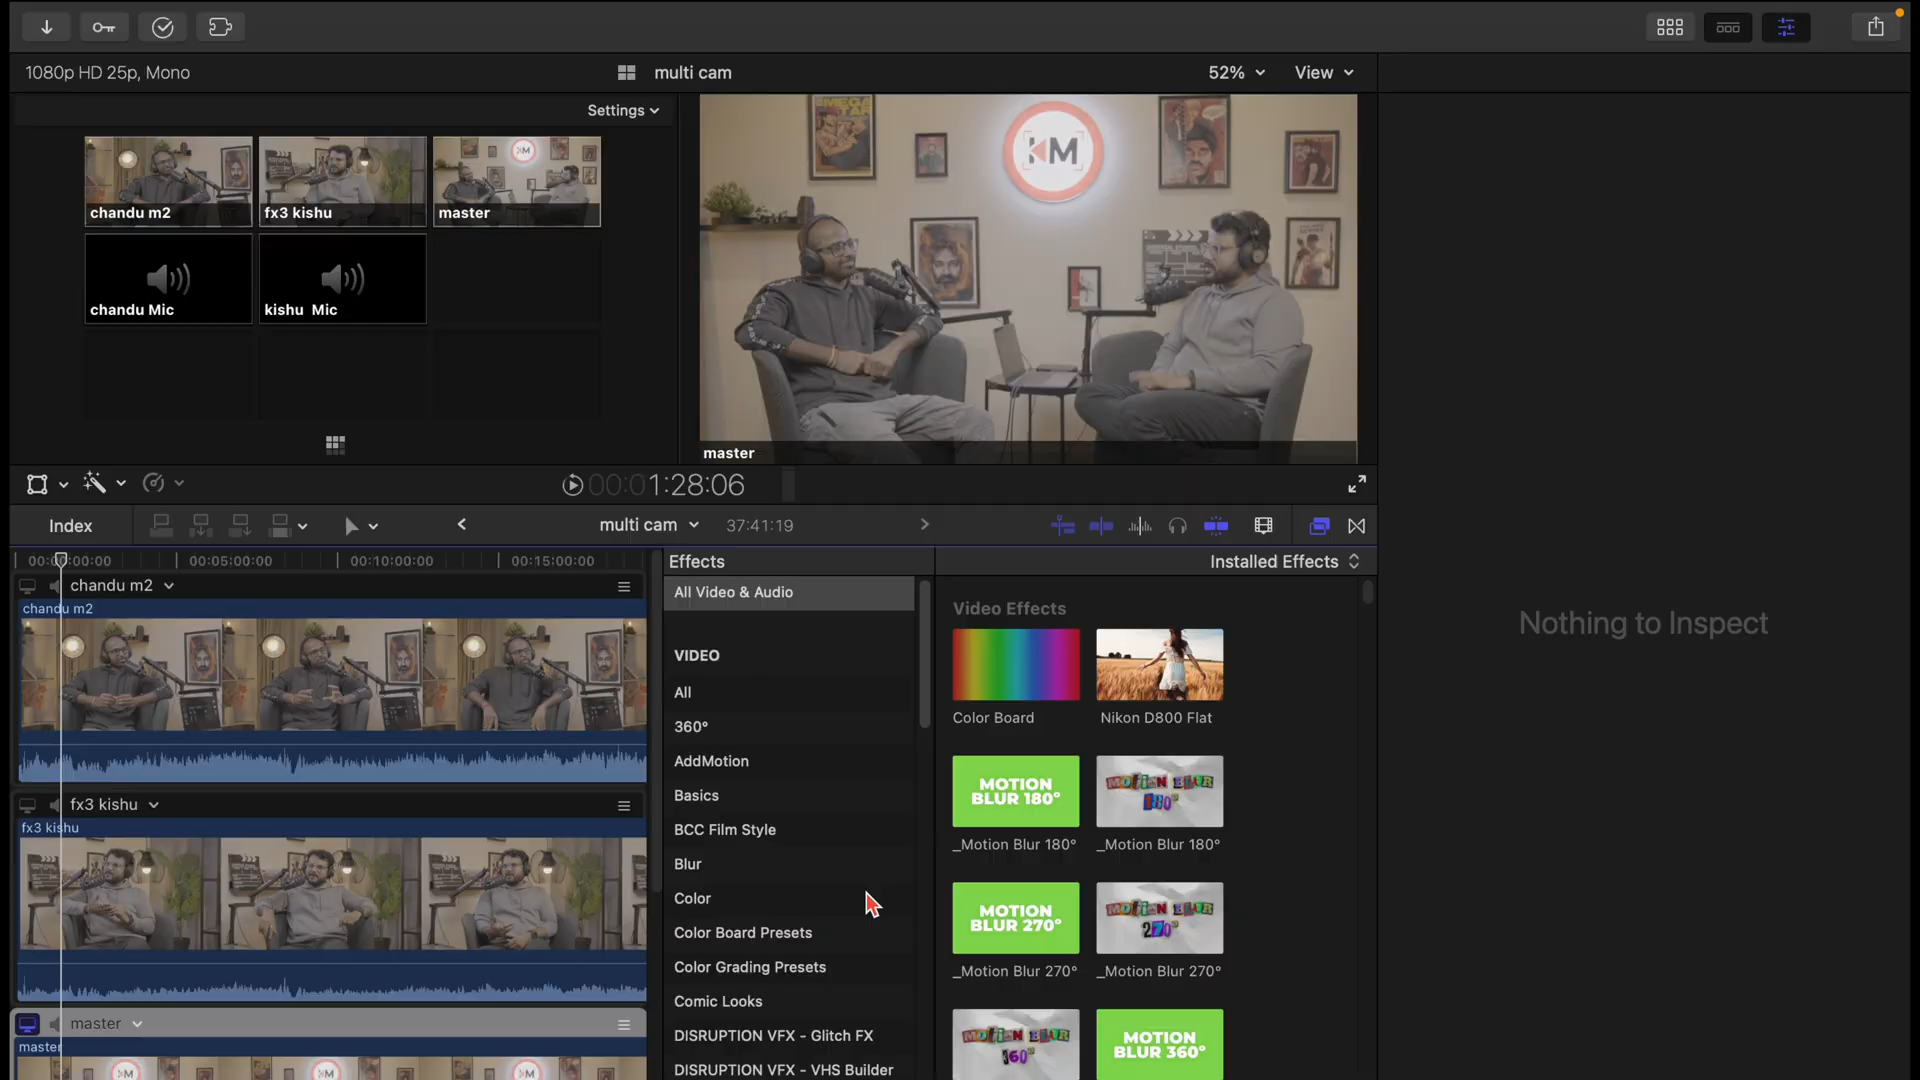 1080p HD 25p, Mono
multi cam
52%
View
Settings
chandu m2
fx3 kishu
master
chandu Mic
kishu Mic
KM
MEGA
TAR
master
00:01:28:06
Index
multi cam
37:41:19
00:05:00:00
00:10:00:00
00:15:00:00
chandu m2
chandu m2
fx3 kishu
fx3 kishu
master
master
Effects
Installed Effects
All Video & Audio
VIDEO
All
360°
AddMotion
Basics
BCC Film Style
Blur
Color
Color Board Presets
Color Grading Presets
Comic Looks
DISRUPTION VFX - Glitch FX
DISRUPTION VFX - VHS Builder
Video Effects
Color Board
Nikon D800 Flat
MOTION
BLUR 180°
MOTION BLUR
180°
_Motion Blur 180°
_Motion Blur 180°
MOTION
BLUR 270°
MOTION BLUR
270°
_Motion Blur 270°
_Motion Blur 270°
MOTION BLUR
360°
MOTION
BLUR 360°
Nothing to Inspect